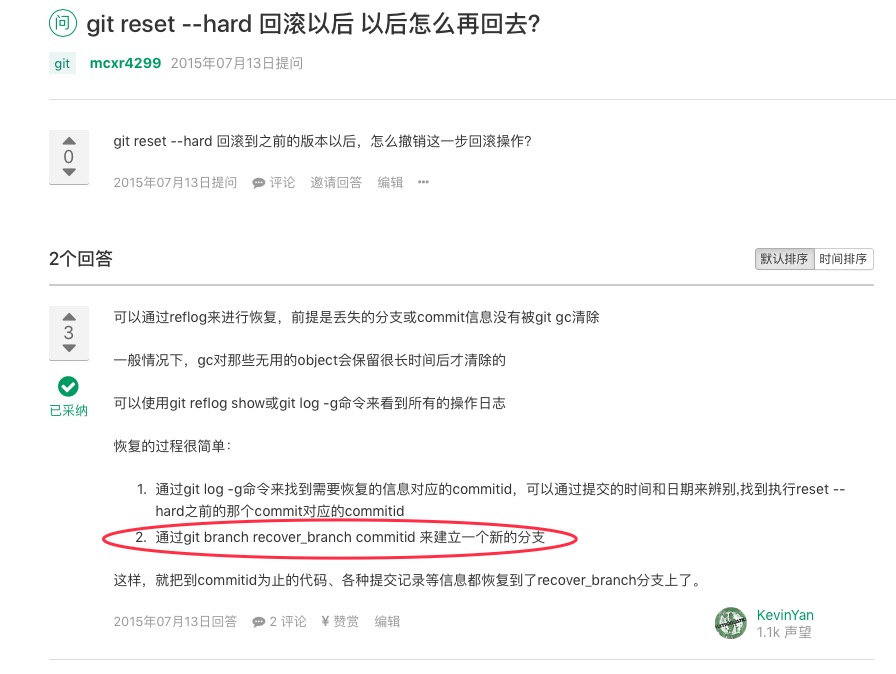 问 git reset --hard 回滚以后 以后怎么再回去?
git mcxr4299 2015年07月13日提问
0
git reset --hard 回滚到之前的版本以后，怎么撤销这一步回滚操作?
2015年07月13日提问 评论 邀请回答 编辑 •••
2个回答
默认排序 时间排序
3
已采纳
可以通过reflog来进行恢复，前提是丢失的分支或commit信息没有被git gc清除
一般情况下，gc对那些无用的object会保留很长时间后才清除的
可以使用git reflog show或git log -g命令来看到所有的操作日志
恢复的过程很简单：
1. 通过git log -g命令来找到需要恢复的信息对应的commitid，可以通过提交的时间和日期来辨别,找到执行reset --
hard之前的那个commit对应的commitid
2. 通过git branch recover_branch commitid 来建立一个新的分支
这样，就把到commitid为止的代码、各种提交记录等信息都恢复到了recover_branch分支上了。
2015年07月13日回答 2 评论 ¥ 赞赏 编辑
KevinYan
1.1k 声望